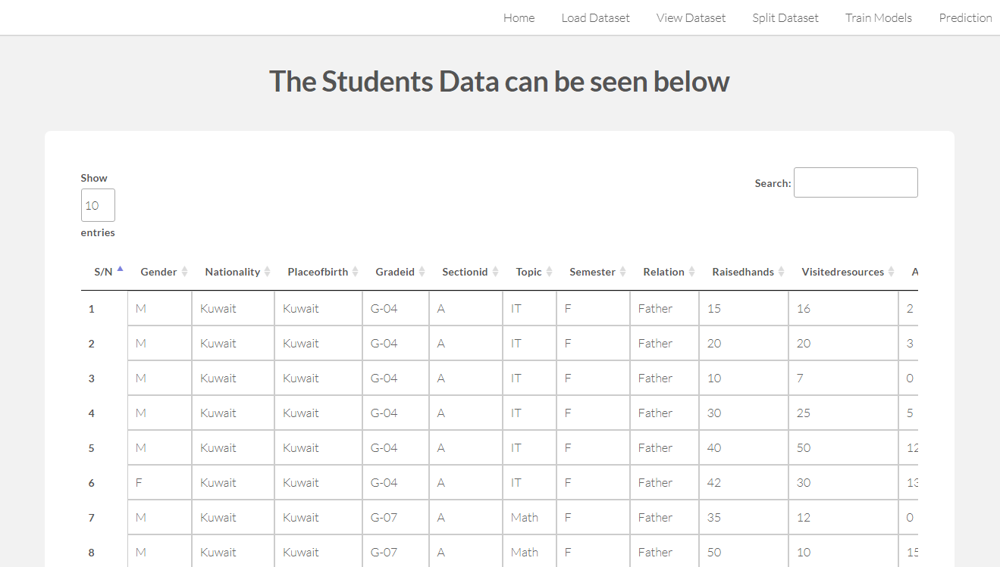 Home Load Dataset View Dataset Split Dataset Train Models Prediction
The Students Data can be seen below
Show
10
entries
Search:
S/N Gender Nationality Placeofbirth Gradeid Sectionid Topic Semester Relation Raisedhands Visitedresources A
1 M Kuwait Kuwait G-04 A IT F Father 15 16 2
2 M Kuwait Kuwait G-04 A IT F Father 20 20 3
3 M Kuwait Kuwait G-04 A IT F Father 10 7 0
4 M Kuwait Kuwait G-04 A IT F Father 30 25 5
5 M Kuwait Kuwait G-04 A IT F Father 40 50 12
6 F Kuwait Kuwait G-04 A IT F Father 42 30 13
7 M Kuwait Kuwait G-07 A Math F Father 35 12 0
8 M Kuwait Kuwait G-07 A Math F Father 50 10 15